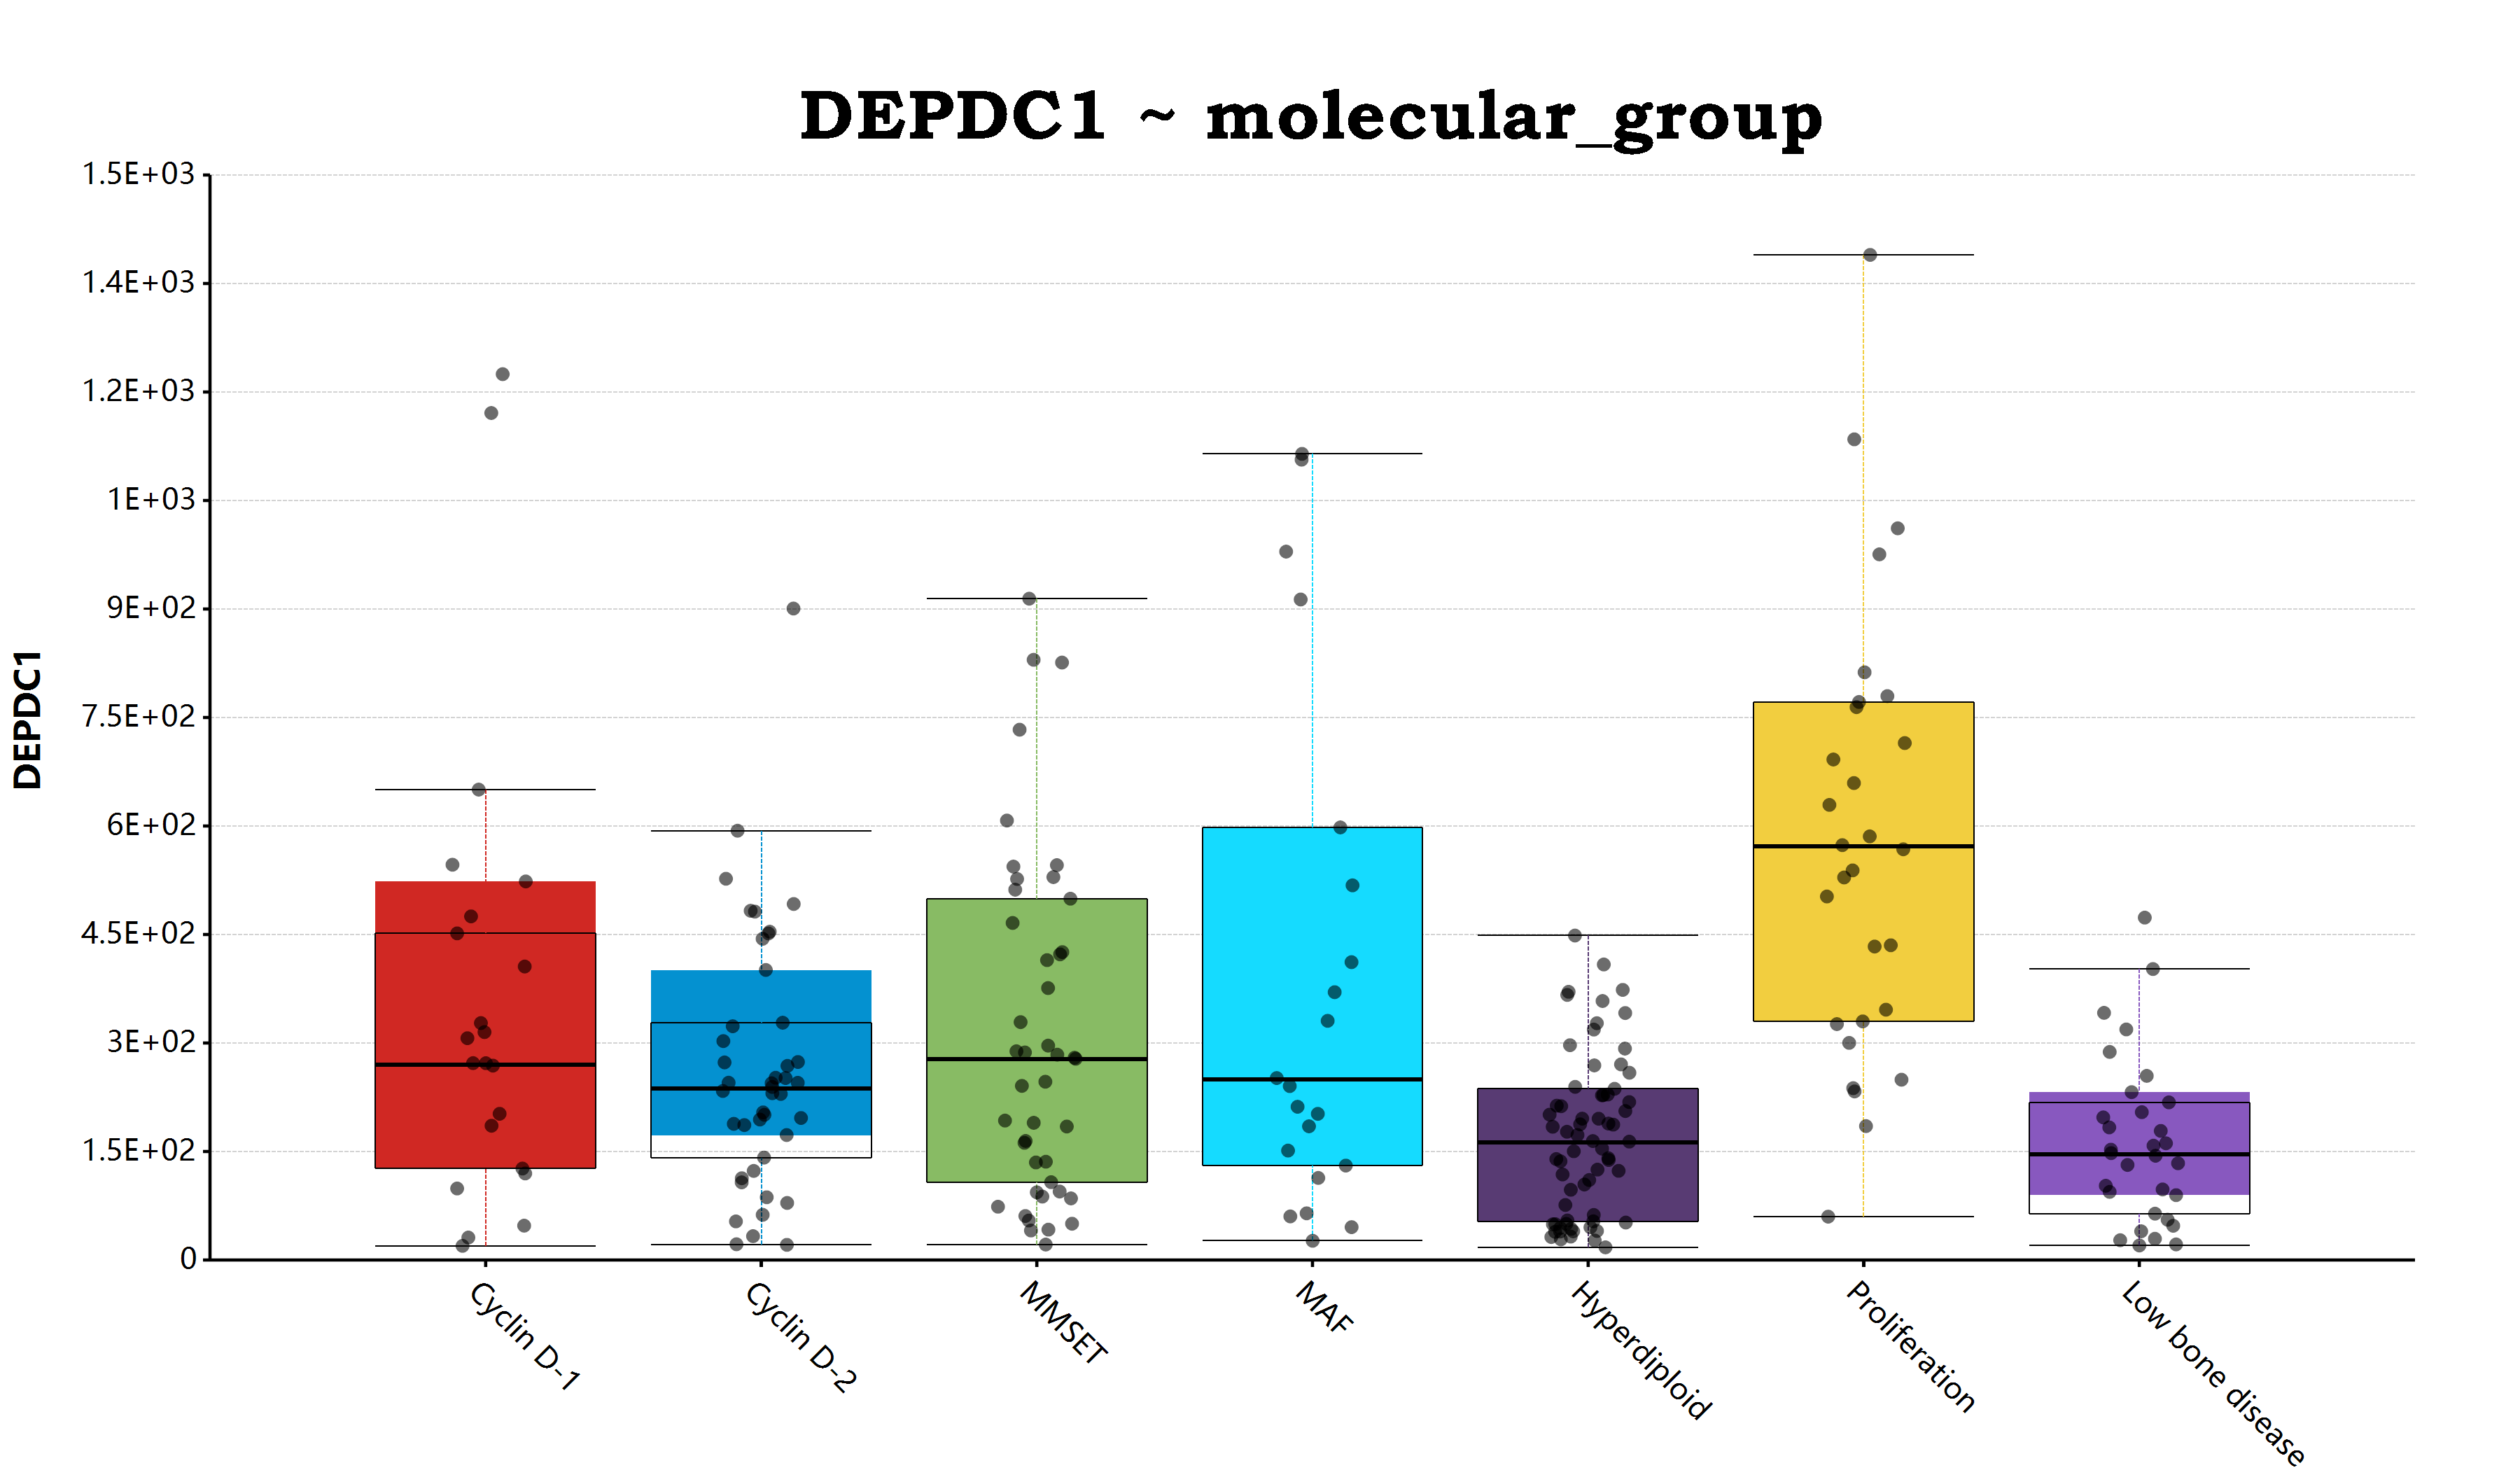 DEPDC1 ~ molecular_group
1.5E+03
1.4E+03
1.2E+03
1E+03
9E+02
7.5E+02
6E+02
4.5E+02
3E+02
1.5E+02
0
DEPDC1
Cyclin D-1
Cyclin D-2
MMSET
MAF
Hyperdiploid
Proliferation
Low bone disease